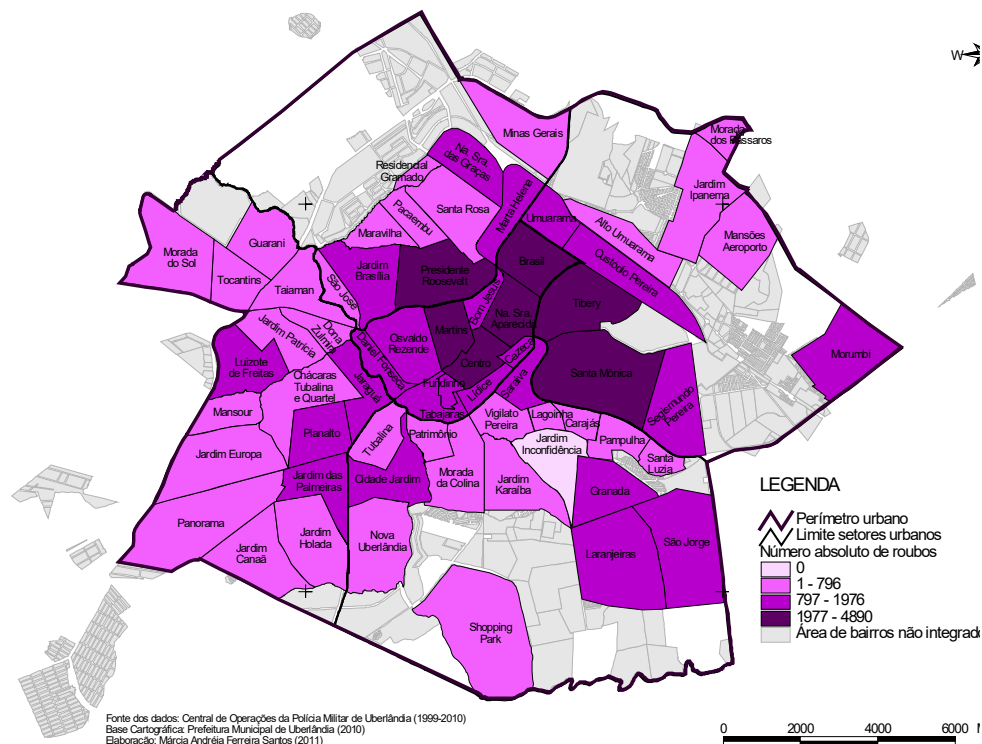 W
Minas Gerais
Morada
dos Pássaros
Na. Sra.
das Graças
Residencial
Gramado
Jardim
Ipanema
Marta Helena
Santa Rosa
Pacaembu
Umuarama
Alto Umuarama
Maravilha
Mansões
Aeroporto
Guarani
Morada
do Sol
Custódio Pereira
Brasil
Presidente
Roosevelt
Jardim
Brasília
Tocantins
Taiaman
São José
Bom Jesus
Tibery
Na. Sra.
Aparecida
Martins
Jardim Patrícia
Dona
Zulmira
Osvaldo
Rezende
Daniel Fonseca
Cazeca
Morumbi
Luizote
de Freitas
Centro
Santa Mônica
Chácaras
Tubalina
e Quartel
Jaraguá
Fundinho
Lídice
Saraiva
Segismundo
Pereira
Mansour
Tabajaras
Vigilato
Pereira
Lagoinha
Carajás
Planalto
Tubalina
Patrimônio
Pampulha
Jardim
Inconfidência
Jardim Europa
Santa
Luzia
Morada
da Colina
Jardim
Karaíba
Jardim das
Palmeiras
Cidade Jardim
Granada
Panorama
Jardim
Holada
Nova
Uberlândia
São Jorge
Jardim
Canaã
Laranjeiras
Shopping
Park
LEGENDA
Perímetro urbano
Limite setores urbanos
Número absoluto de roubos
0
1 - 796
797 - 1976
1977 - 4890
Área de bairros não integrado
Fonte dos dados: Central de Operações da Polícia Militar de Uberlândia (1999-2010)
Base Cartográfica: Prefeitura Municipal de Uberlândia (2010)
Elaboração: Márcia Andréia Ferreira Santos (2011)
0 2000 4000 6000